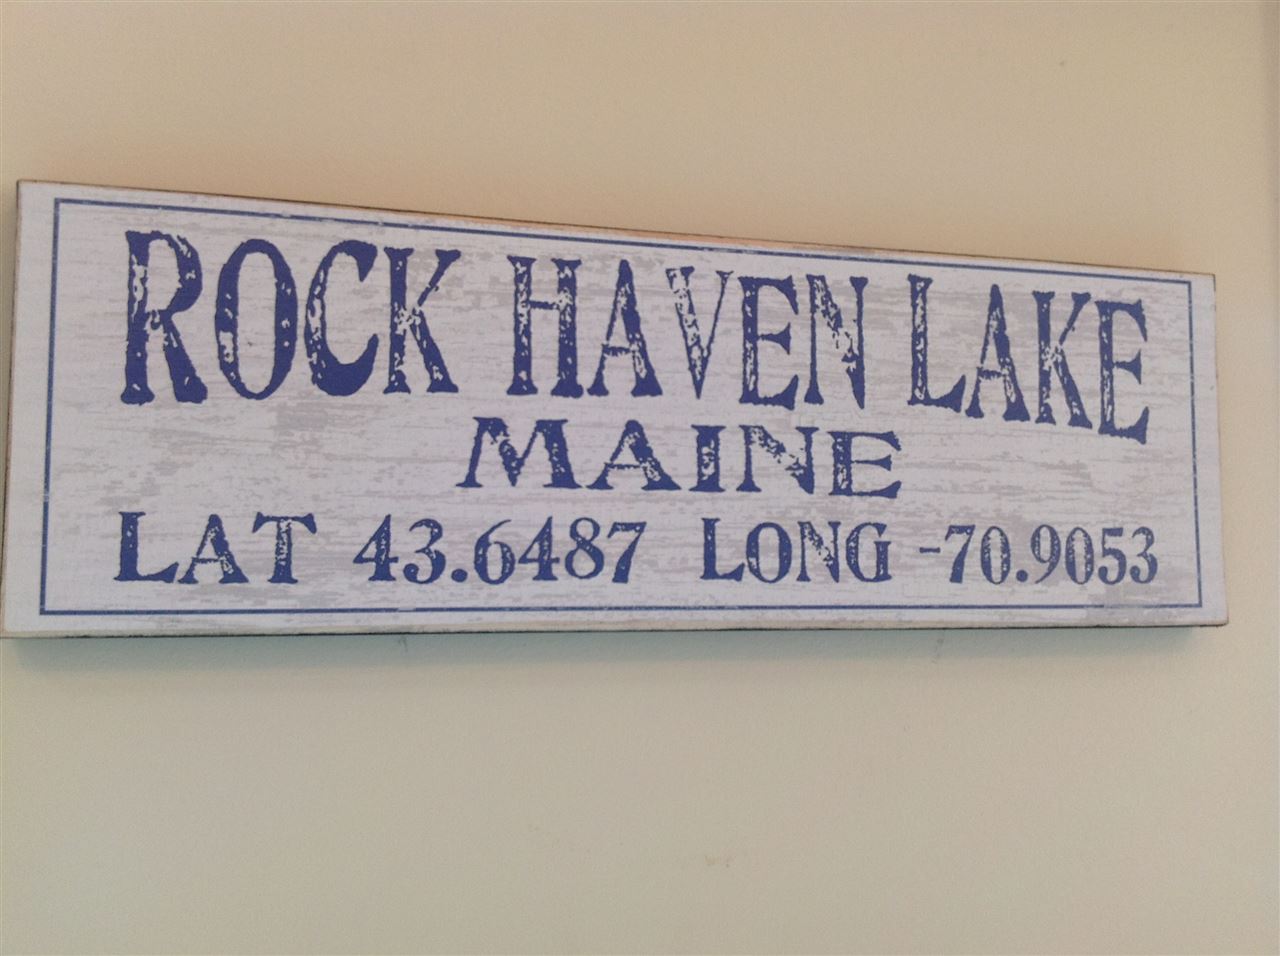 ROCK HAVEN LAKE
MAINE
LAT 43.6487 LONG -70.9053